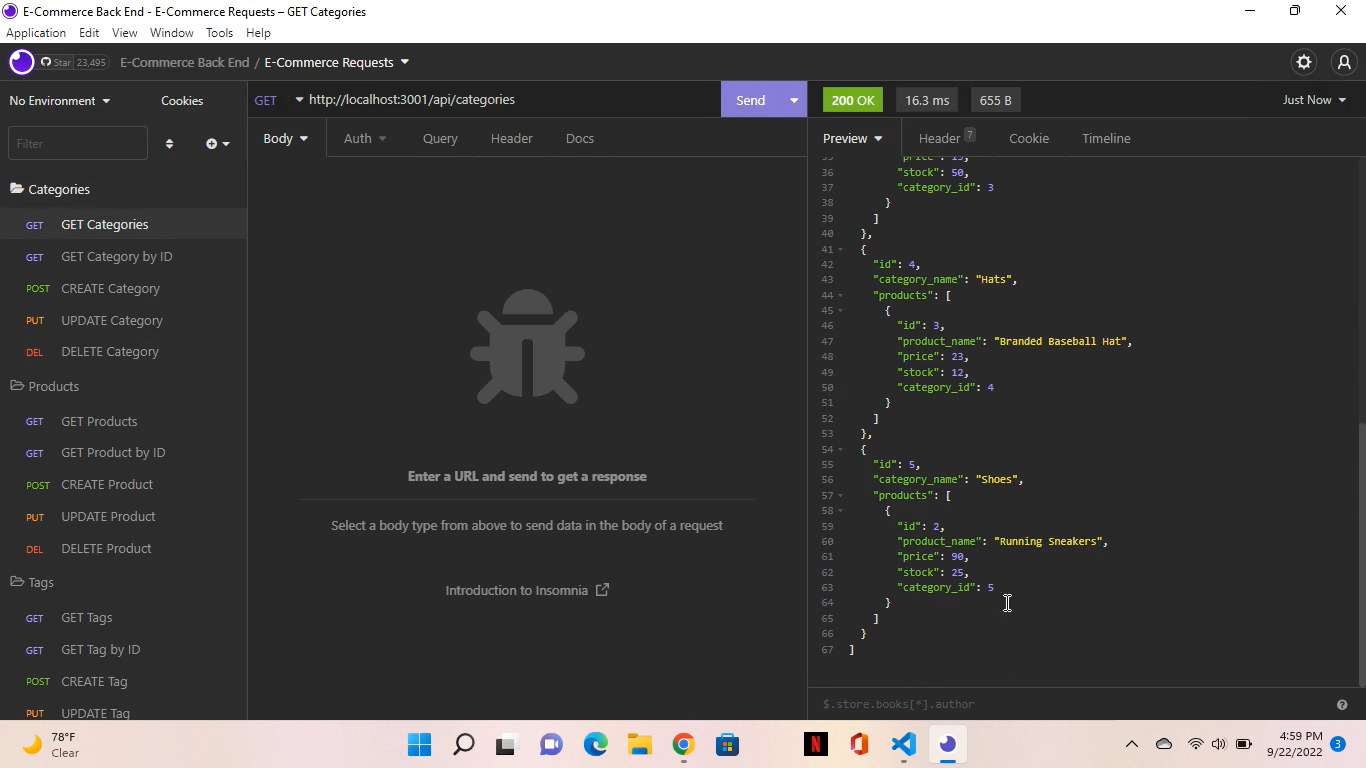 E-Commerce Back End - E-Commerce Requests – GET Categories
Application Edit View Window Tools Help
Star 23,495 E-Commerce Back End / E-Commerce Requests
No Environment Cookies
Filter
Categories
GET GET Categories
GET GET Category by ID
POST CREATE Category
PUT UPDATE Category
DEL DELETE Category
Products
GET GET Products
GET GET Product by ID
POST CREATE Product
PUT UPDATE Product
DEL DELETE Product
Tags
GET GET Tags
GET GET Tag by ID
POST CREATE Tag
PUT UPDATE Tag
GET http://localhost:3001/api/categories Send
Body Auth Query Header Docs
Enter a URL and send to get a response
Select a body type from above to send data in the body of a request
Introduction to Insomnia
200 OK 16.3 ms 655 B Just Now
Preview Header 7 Cookie Timeline
35 "price": 15,
36 "stock": 50,
37 "category_id": 3
38 }
39 ]
40 },
41 {
42 "id": 4,
43 "category_name": "Hats",
44 "products": [
45 {
46 "id": 3,
47 "product_name": "Branded Baseball Hat",
48 "price": 23,
49 "stock": 12,
50 "category_id": 4
51 }
52 ]
53 },
54 {
55 "id": 5,
56 "category_name": "Shoes",
57 "products": [
58 {
59 "id": 2,
60 "product_name": "Running Sneakers",
61 "price": 90,
62 "stock": 25,
63 "category_id": 5
64 }
65 ]
66 }
67 ]
$.store.books[*].author
78°F
Clear
4:59 PM
9/22/2022 3